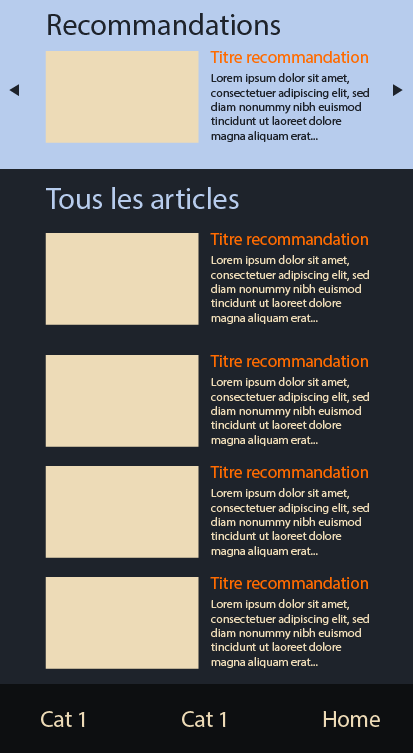 Recommandations
Titre recommandation
Lorem ipsum dolor sit amet,
consectetuer adipiscing elit, sed
diam nonummy nibh euismod
tincidunt ut laoreet dolore
magna aliquam erat...
Tous les articles
Titre recommandation
Lorem ipsum dolor sit amet,
consectetuer adipiscing elit, sed
diam nonummy nibh euismod
tincidunt ut laoreet dolore
magna aliquam erat...
Titre recommandation
Lorem ipsum dolor sit amet,
consectetuer adipiscing elit, sed
diam nonummy nibh euismod
tincidunt ut laoreet dolore
magna aliquam erat...
Titre recommandation
Lorem ipsum dolor sit amet,
consectetuer adipiscing elit, sed
diam nonummy nibh euismod
tincidunt ut laoreet dolore
magna aliquam erat...
Titre recommandation
Lorem ipsum dolor sit amet,
consectetuer adipiscing elit, sed
diam nonummy nibh euismod
tincidunt ut laoreet dolore
magna aliquam erat...
Cat 1 Cat 1 Home